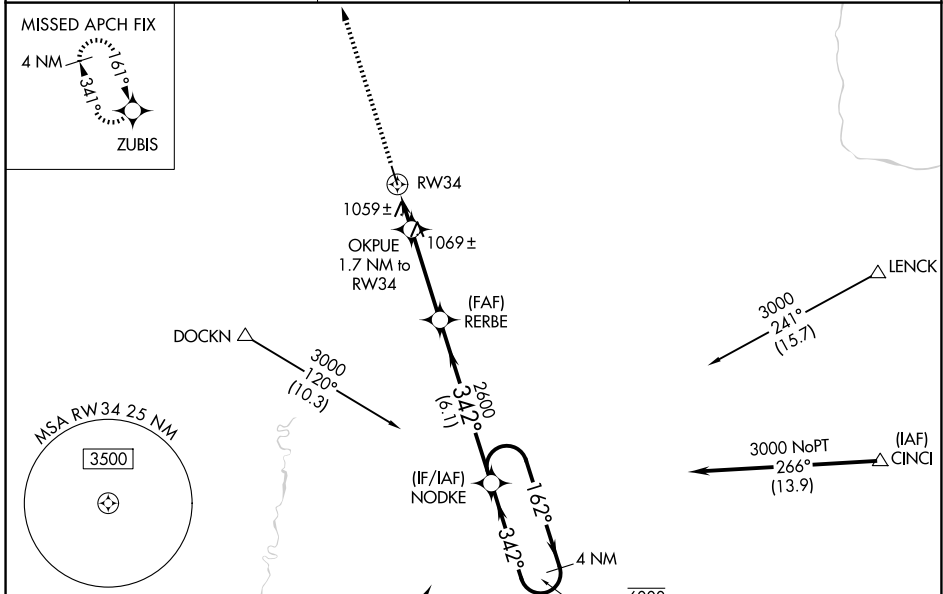 MISSED APCH FIX
4 NM
161°
341°
ZUBIS
RW34
1059 ±
OKPUE
1.7 NM to
RW34
1069 ±
LENCK
3000
241°
(15.7)
(FAF)
RERBE
DOCKN
3000
120°
(10.3)
2600
342°
(6.1)
MSA RW34 25 NM
3500
(IF/IAF)
NODKE
3000 NoPT
266°
(13.9)
(IAF)
CINCI
162°
342°
4 NM